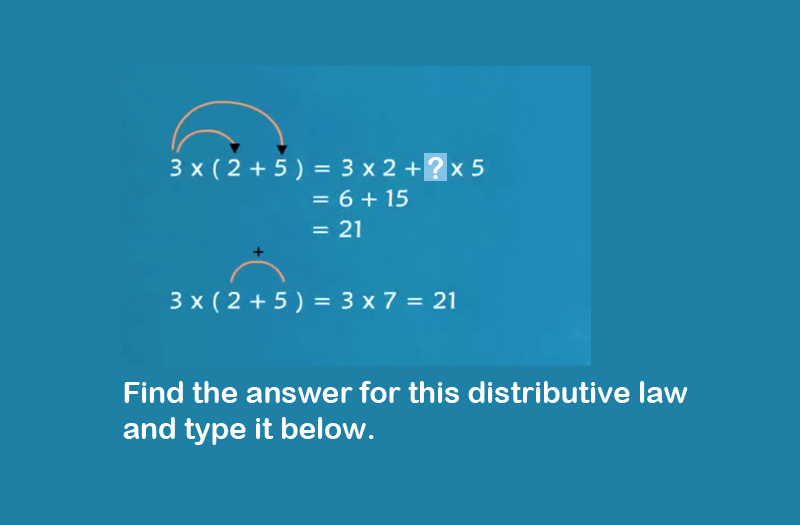 3 x ( 2 + 5 ) = 3 x 2 + ? x 5
= 6 + 15
= 21
+
3 x ( 2 + 5 ) = 3 x 7 = 21
Find the answer for this distributive law
and type it below.